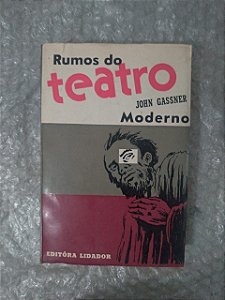 Rumos do
teatro
JOHN GASSNER
Moderno
EDITÔRA LIDADOR